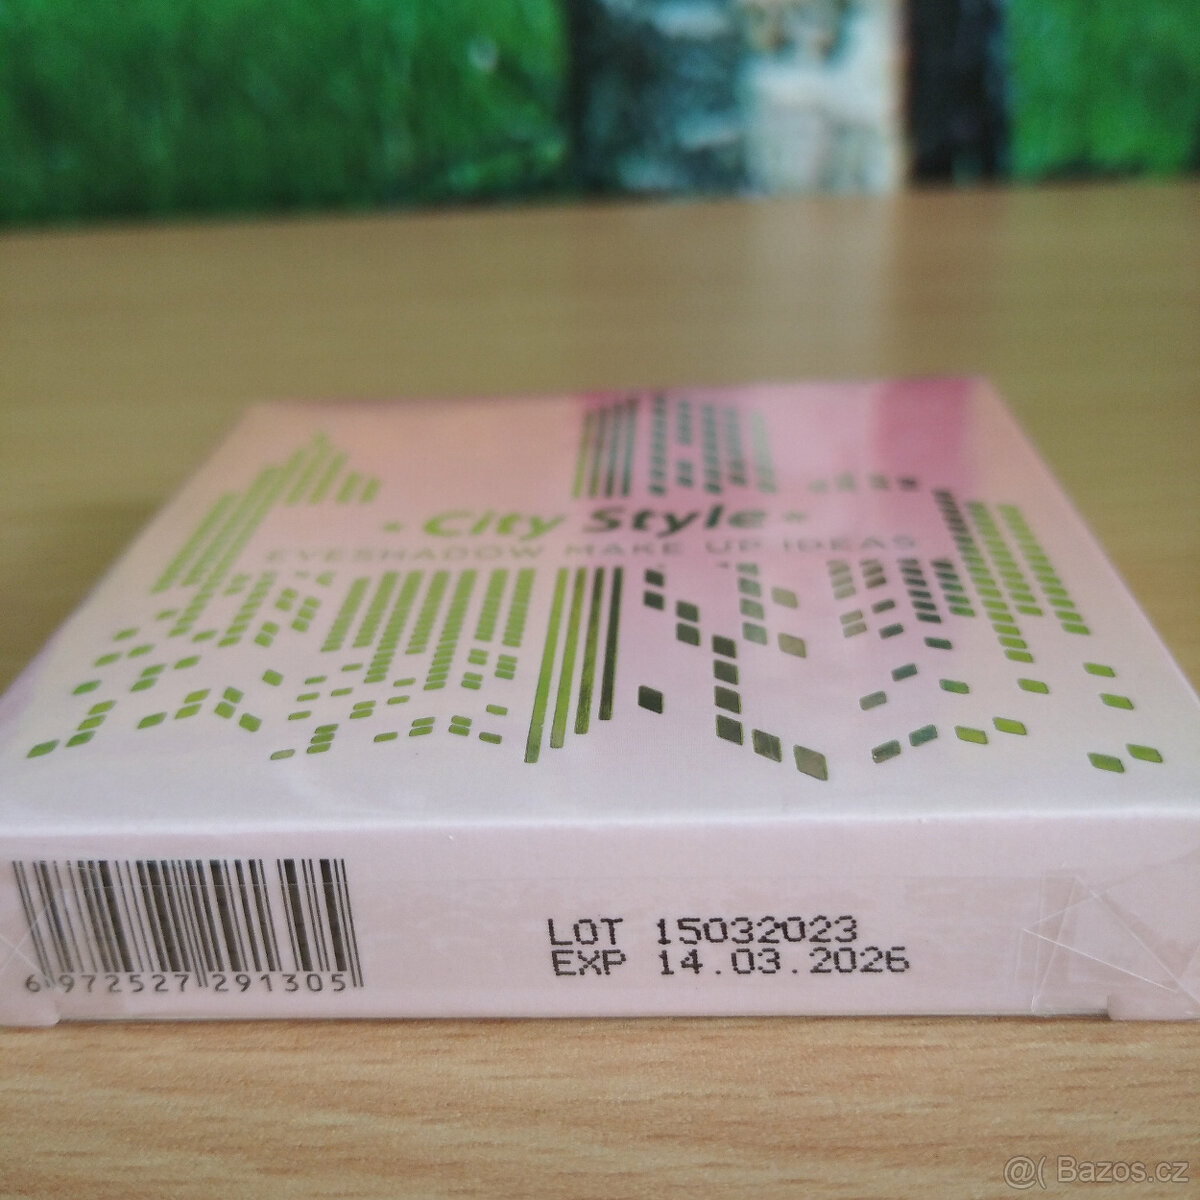 • City Style •
EYESHADOW MAKE UP IDEAS
LOT 15032023
EXP 14.03.2026
6 972527 291305
@( Bazos.cz